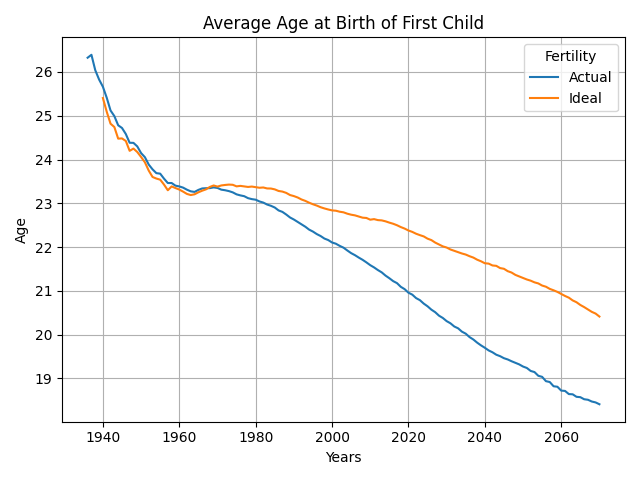 Average Age at Birth of First Child
Fertility
Actual
Ideal
Age
26
25
24
23
22
21
20
19
1940
1960
1980
2000
2020
2040
2060
Years